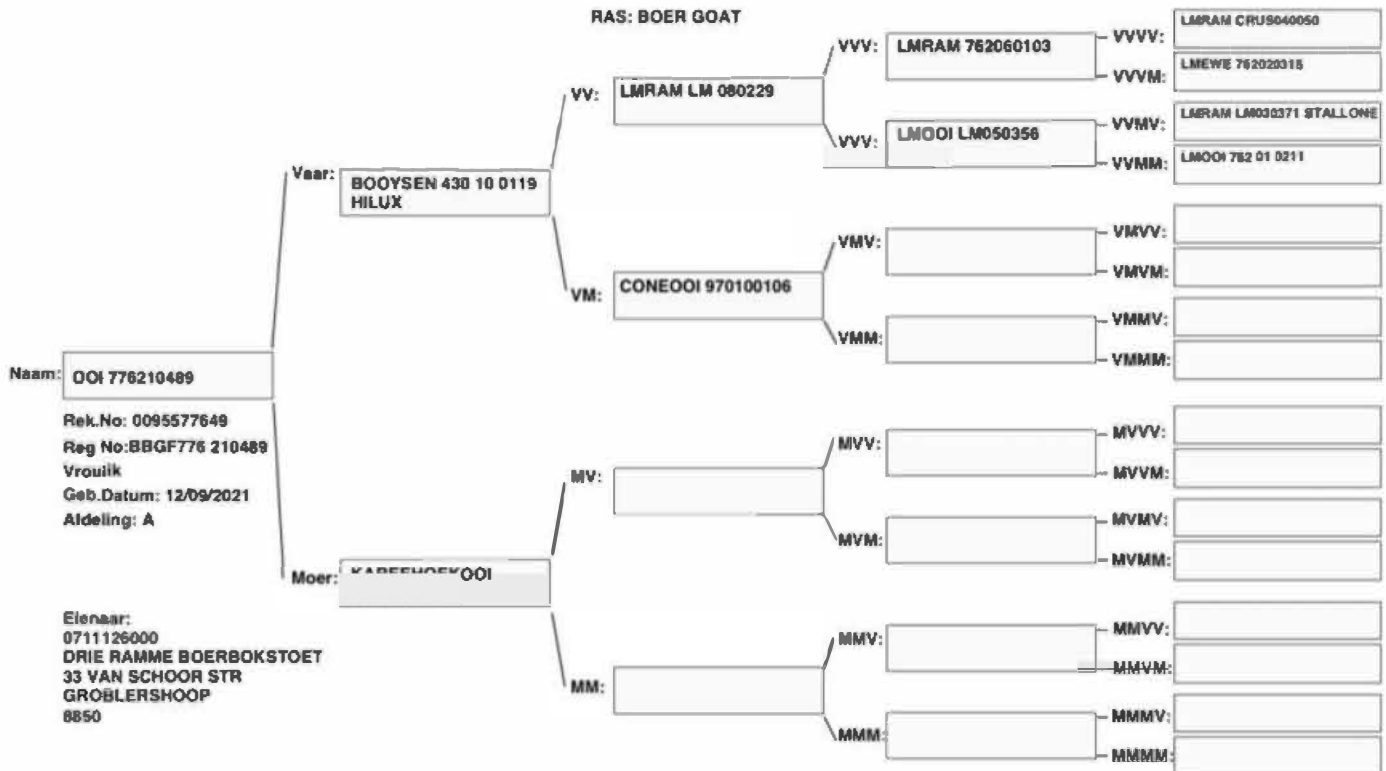 RAS: BOER GOAT
Naam: OOI 776210489
Rek.No: 0095577649
Reg No:BBGF776 210489
Vroulik
Geb.Datum: 12/09/2021
Aldeling: A
Eienaar:
0711126000
DRIE RAMME BOERBOKSTOET
33 VAN SCHOOR STR
GROBLERSHOOP
8850
Vaar: BOOYSEN 430 10 0119
HILUX
Moer: KAREEHOEKOOI
VV: LMRAM LM 080229
VM: CONEOOI 970100106
MV:
MM:
VVV: LMRAM 762060103
VVV: LMOOI LM050356
VMV:
VMM:
MVV:
MVM:
MMV:
MMM:
VVVV: LMRAM CRUS040050
VVVM: LMEWE 762020315
VVMV: LMRAM LM030371 STALLONE
VVMM: LMOOI 762 01 0211
VMVV:
VMVM:
VMMV:
VMMM:
MVVV:
MVVM:
MVMV:
MVMM:
MMVV:
MMVM:
MMMV:
MMMM: